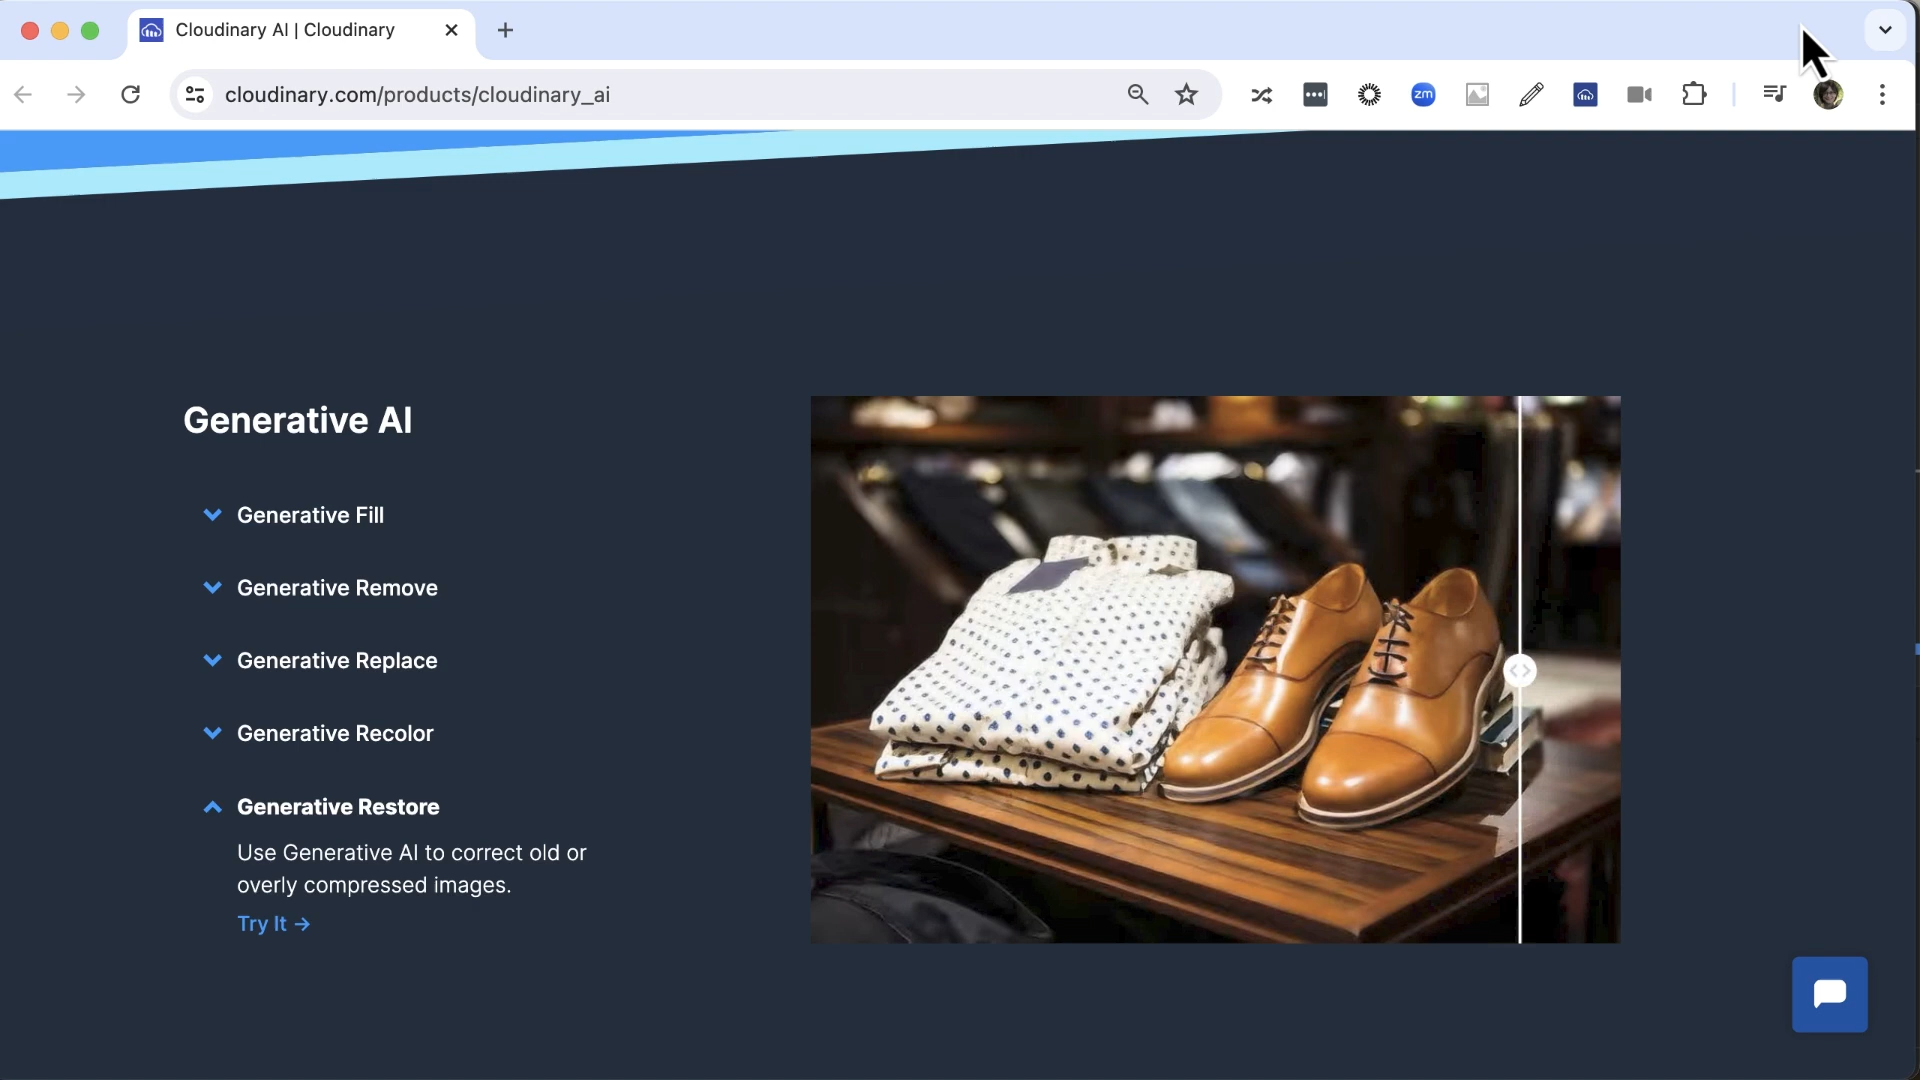 Cloudinary AI | Cloudinary
cloudinary.com/products/cloudinary_ai
zm
Generative AI
Generative Fill
Generative Remove
Generative Replace
Generative Recolor
Generative Restore
Use Generative AI to correct old or
overly compressed images.
Try It →